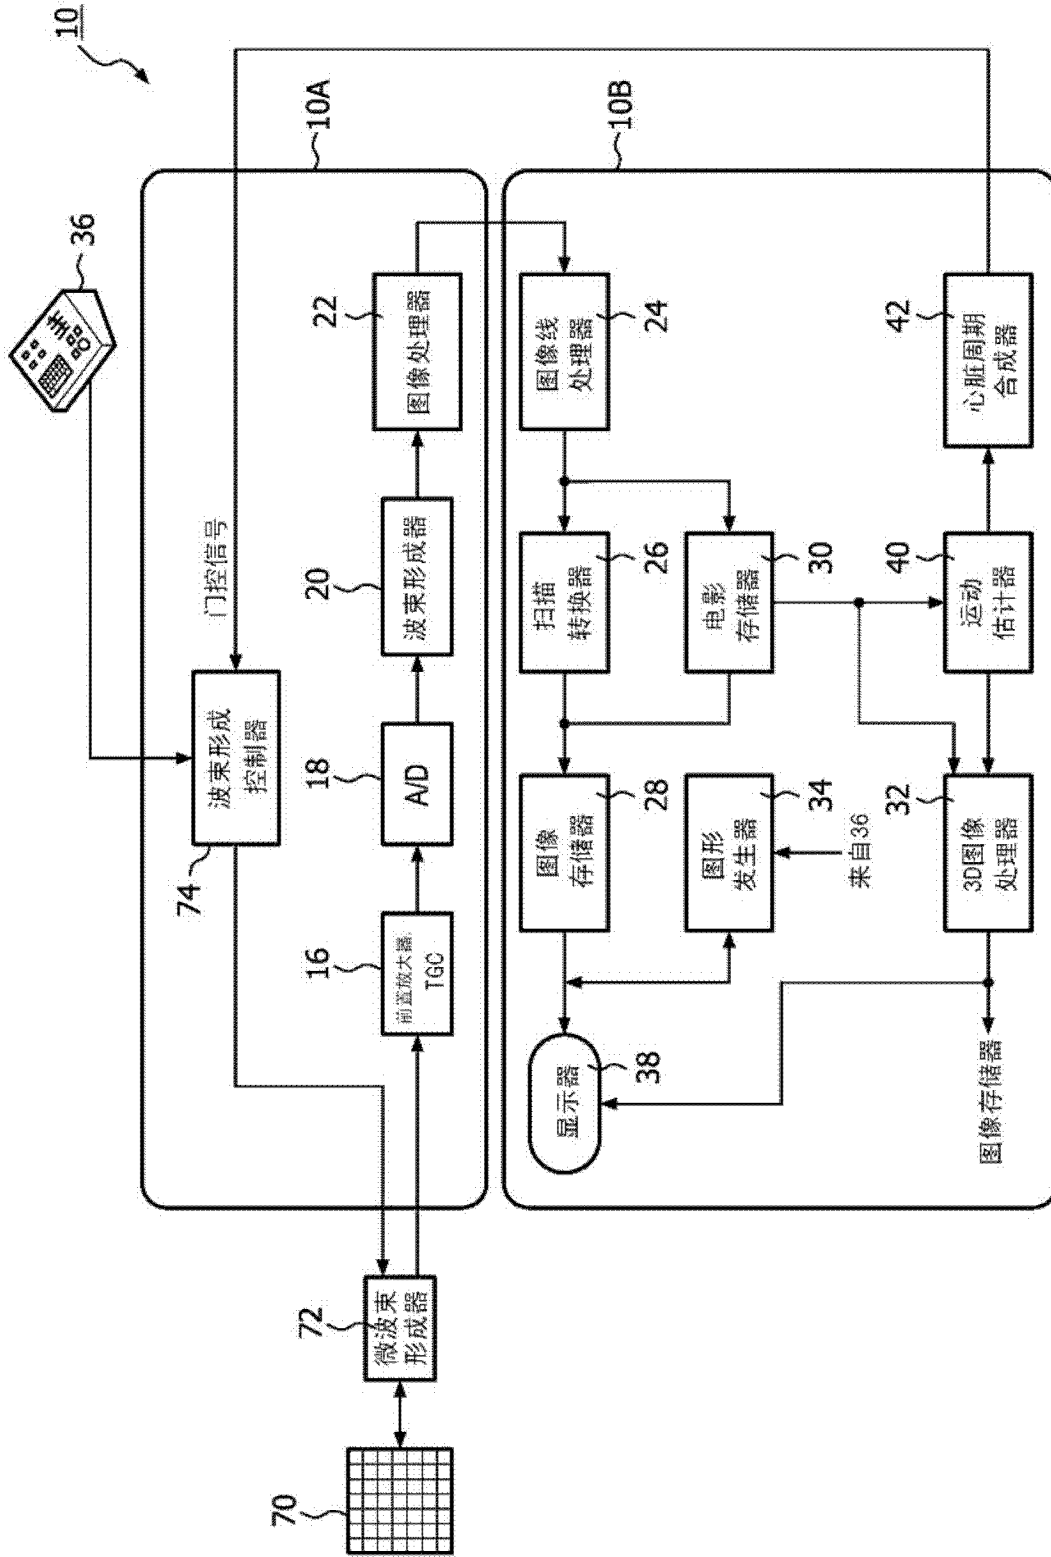 10
36
10A
门控信号
波束形成
控制器
74
22
图像处理器
20
波束形成器
18
A/D
16
前置放大器,
TGC
72
微波束
形成器
70
10B
图像线
处理器
24
扫描
转换器
26
图像
存储器
28
显示器
38
电影
存储器
30
图形
发生器
34
来自36
心脏周期
合成器
42
运动
估计器
40
3D图像
处理器
32
图像存储器